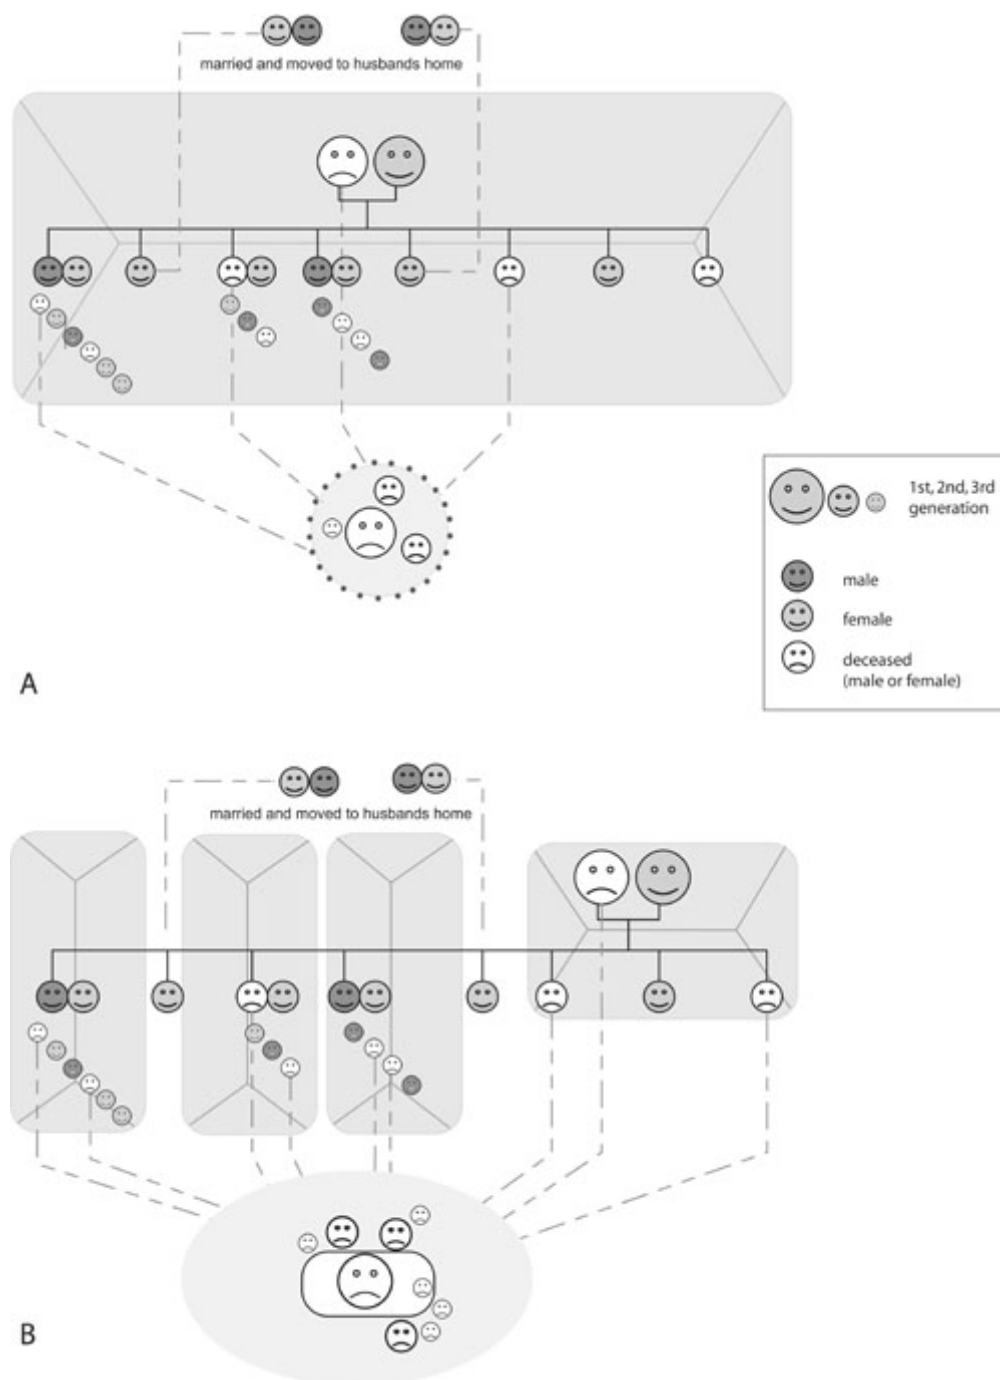 married and moved to husbands home
1st, 2nd, 3rd
generation
male
female
deceased
(male or female)
A
married and moved to husbands home
B